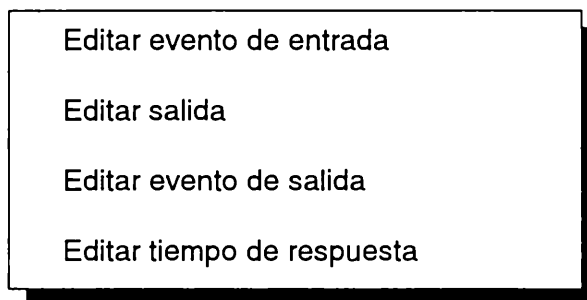 Editar evento de entrada
Editar salida
Editar evento de salida
Editar tiempo de respuesta